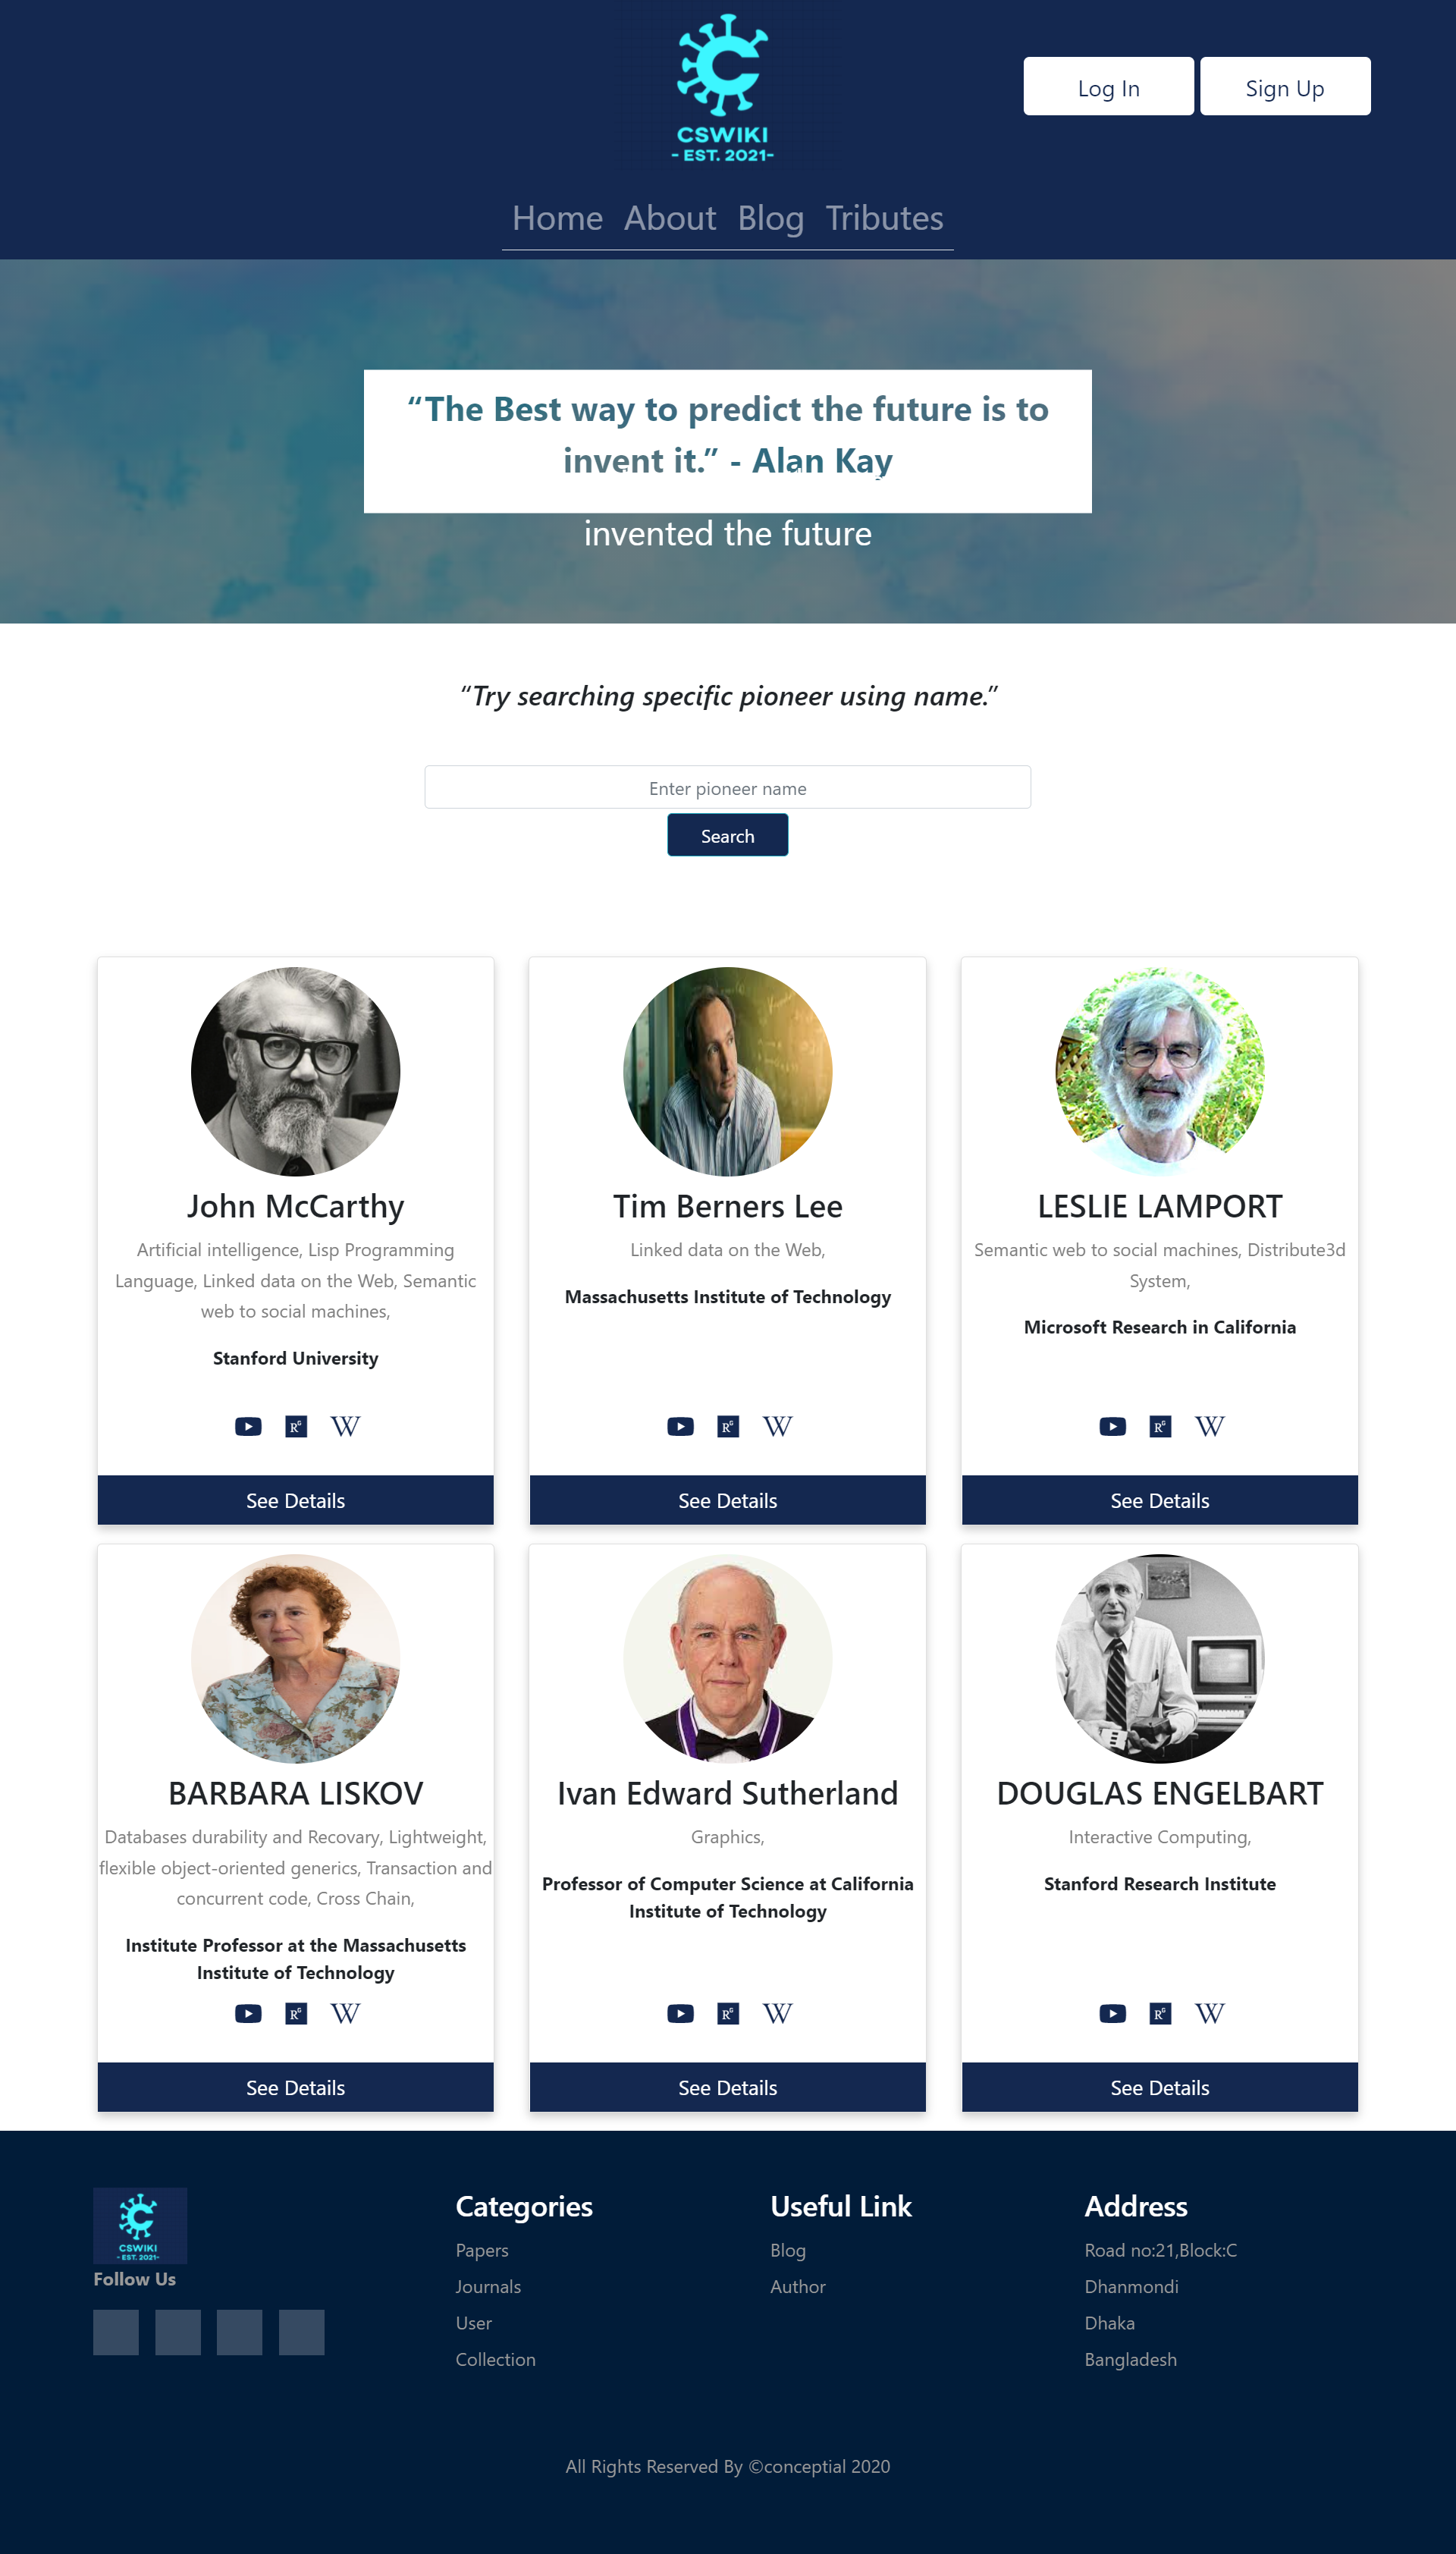 CSWIKI
- EST. 2021-
Log In
Sign Up
Home About Blog Tributes
“The Best way to predict the future is to
invent it.” - Alan Kay
invented the future
“Try searching specific pioneer using name.”
Enter pioneer name
Search
John McCarthy
Artificial intelligence, Lisp Programming
Language, Linked data on the Web, Semantic
web to social machines,
Stanford University
R G
W
See Details
Tim Berners Lee
Linked data on the Web,
Massachusetts Institute of Technology
R G
W
See Details
LESLIE LAMPORT
Semantic web to social machines, Distribute3d
System,
Microsoft Research in California
R G
W
See Details
BARBARA LISKOV
Databases durability and Recovary, Lightweight,
flexible object-oriented generics, Transaction and
concurrent code, Cross Chain,
Institute Professor at the Massachusetts
Institute of Technology
R G
W
See Details
Ivan Edward Sutherland
Graphics,
Professor of Computer Science at California
Institute of Technology
R G
W
See Details
DOUGLAS ENGELBART
Interactive Computing,
Stanford Research Institute
R G
W
See Details
CSWIKI
- EST. 2021-
Follow Us
Categories
Papers
Journals
User
Collection
Useful Link
Blog
Author
Address
Road no:21,Block:C
Dhanmondi
Dhaka
Bangladesh
All Rights Reserved By ©conceptial 2020